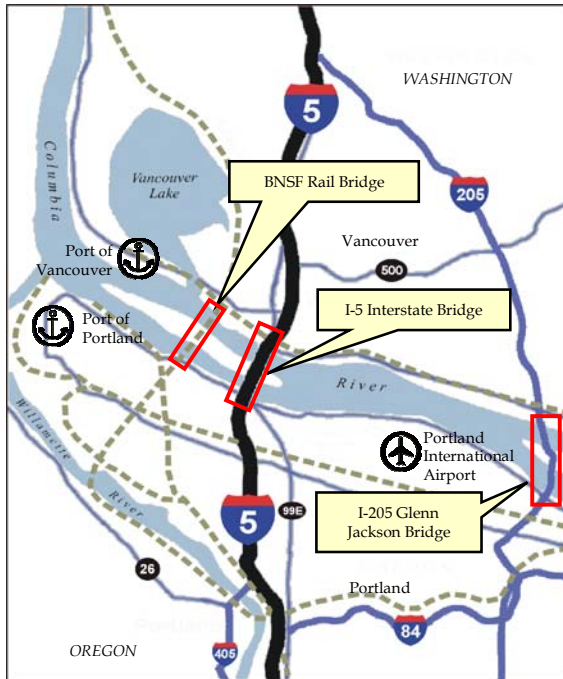 WASHINGTON
5
Columbia
Vancouver
Lake
BNSF Rail Bridge
205
Port of
Vancouver
Vancouver
500
I-5 Interstate Bridge
Port of
Portland
River
Willamette
River
Portland
International
Airport
I-205 Glenn
Jackson Bridge
5
99E
26
Portland
84
OREGON
405